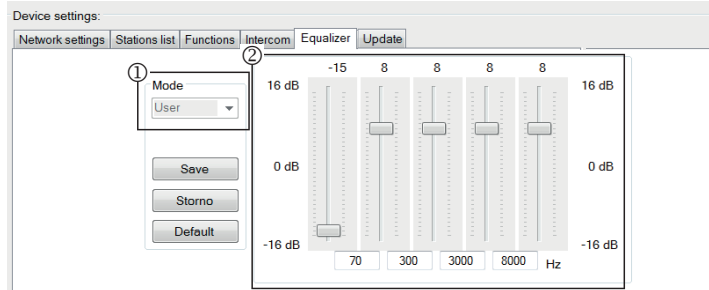 Device settings:
Network settings Stations list Functions Intercom Equalizer Update
① ②
-15 8 8 8 8
Mode 16 dB 16 dB
User
Save 0 dB 0 dB
Storno
Default
-16 dB -16 dB
70 300 3000 8000 Hz